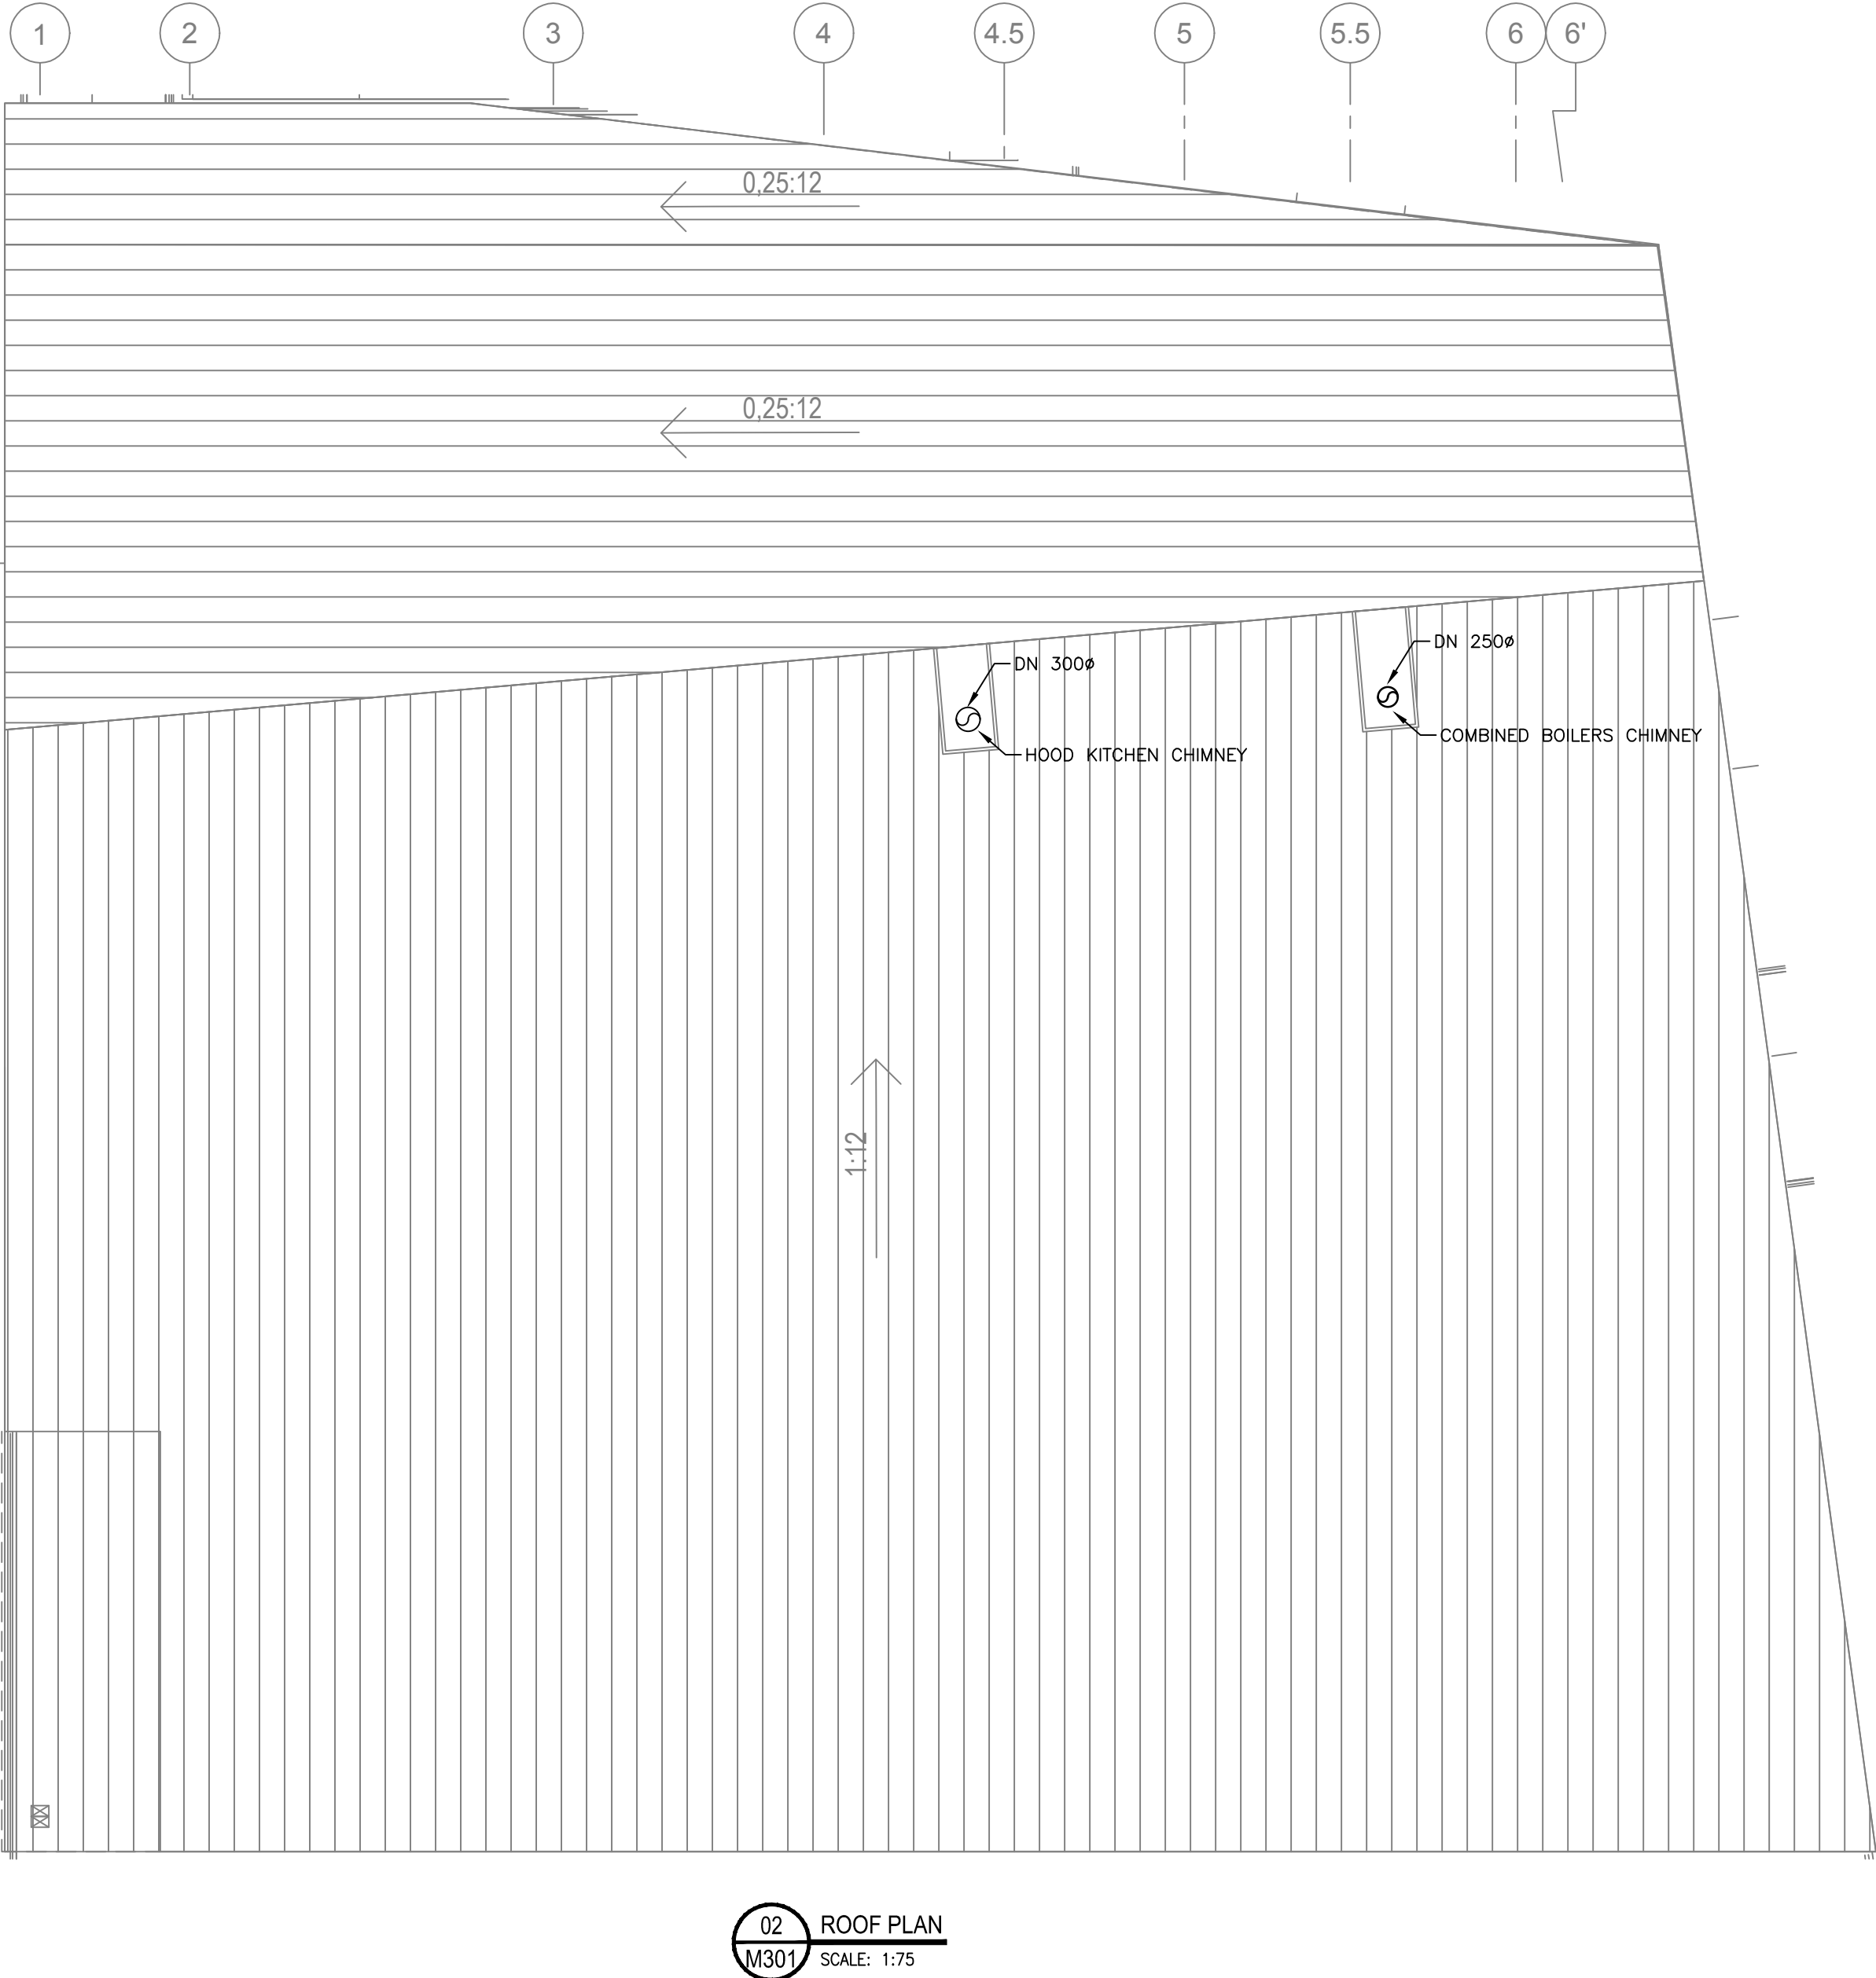 1 2 3 4 4.5 5 5.5 6 6'
0,25:12
0,25:12
DN 250ø
DN 300ø
COMBINED BOILERS CHIMNEY
HOOD KITCHEN CHIMNEY
1:12
02 ROOF PLAN
M301 SCALE: 1:75